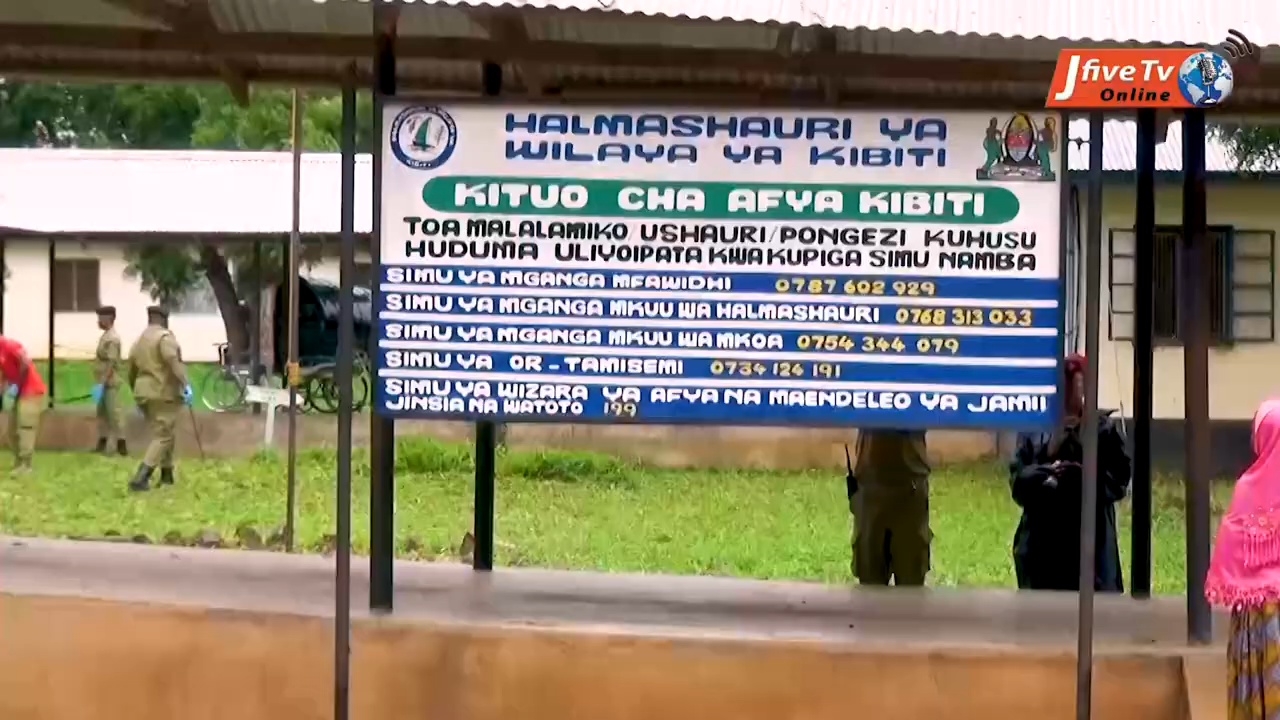 Jfive Tv
Online
HALMASHAURI YA
WILAYA YA KIBITI
KITUO CHA AFYA KIBITI
TOA MALALAMIKO/USHAURI/PONGEZI KUHUSU
HUDUMA ULIYOIPATA KWA KUPIGA SIMU NAMBA
SIMU YA MGANGA MFAWIDHI 0787 602 929
SIMU YA MGANGA MKUU WA HALMASHAURI 0768 313 033
SIMU YA MGANGA MKUU WA MKOA 0754 344 079
SIMU YA OR-TAMISEMI 0734 124 191
SIMU YA WIZARA YA AFYA NA MAENDELEO YA JAMII
JINSIA NA WATOTO 199